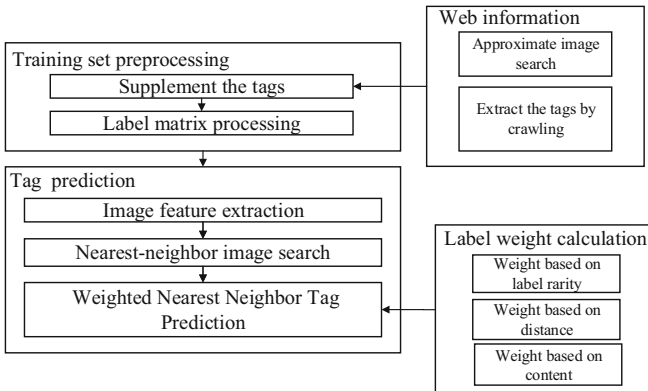 Web information
Approximate image
search
Extract the tags by
crawling
Training set preprocessing
Supplement the tags
Label matrix processing
Tag prediction
Image feature extraction
Nearest-neighbor image search
Weighted Nearest Neighbor Tag
Prediction
Label weight calculation
Weight based on
label rarity
Weight based on
distance
Weight based on
content